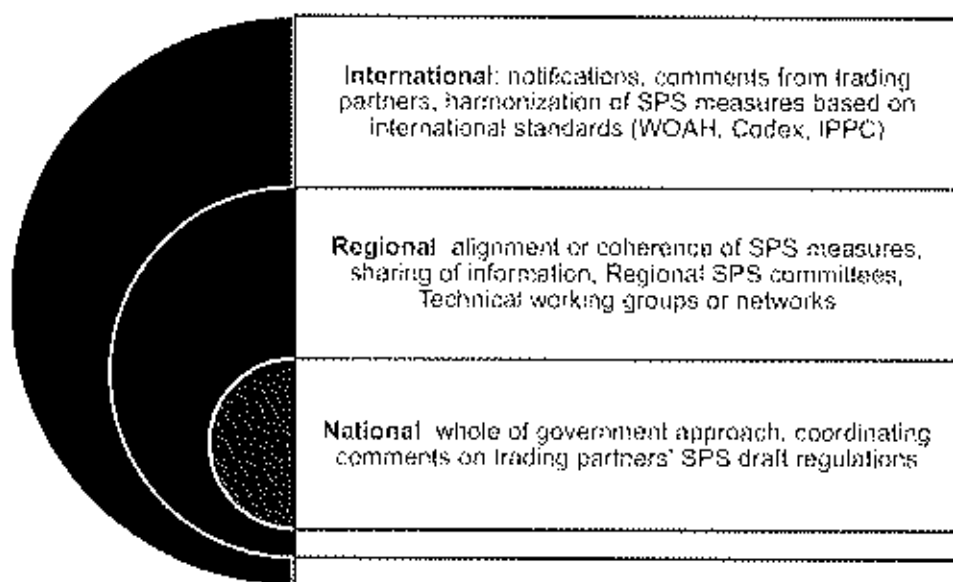 International: notifications, comments from trading
partners, harmonization of SPS measures based on
international standards (WOAH, Codex, IPPC)
Regional alignment or coherence of SPS measures,
sharing of information, Regional SPS committees,
Technical working groups or networks
National whole of government approach, coordinating
comments on trading partners' SPS draft regulations